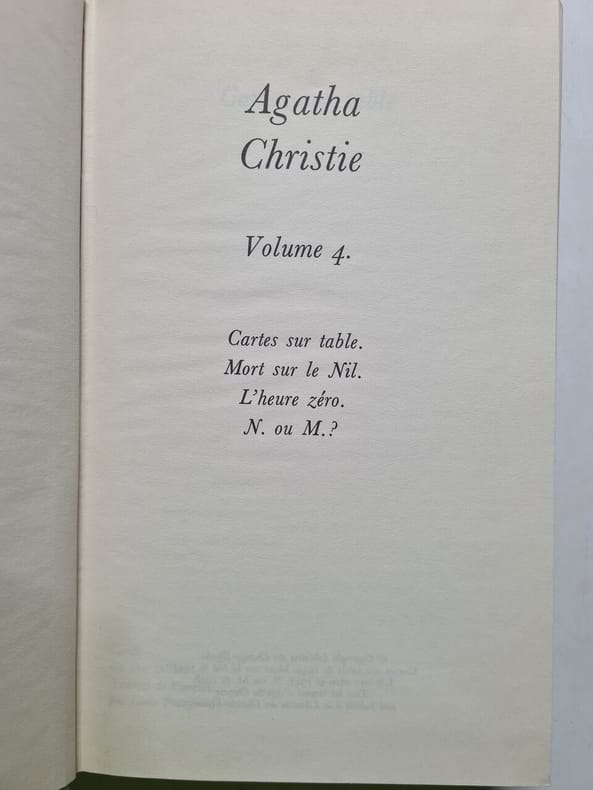 Agatha
Christie
Volume 4.
Cartes sur table.
Mort sur le Nil.
L'heure zéro.
N. ou M.?